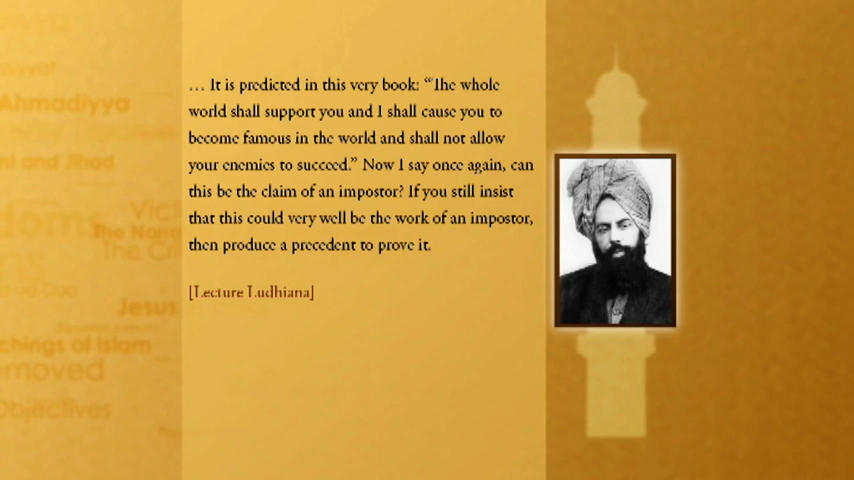 … It is predicted in this very book: “The whole
world shall support you and I shall cause you to
become famous in the world and shall not allow
your enemies to succeed.” Now I say once again, can
this be the claim of an impostor? If you still insist
that this could very well be the work of an impostor,
then produce a precedent to prove it.
[Lecture Ludhiana]
Ahmadiyya
and Jihad
The
Jesus
of Islam
Objectives